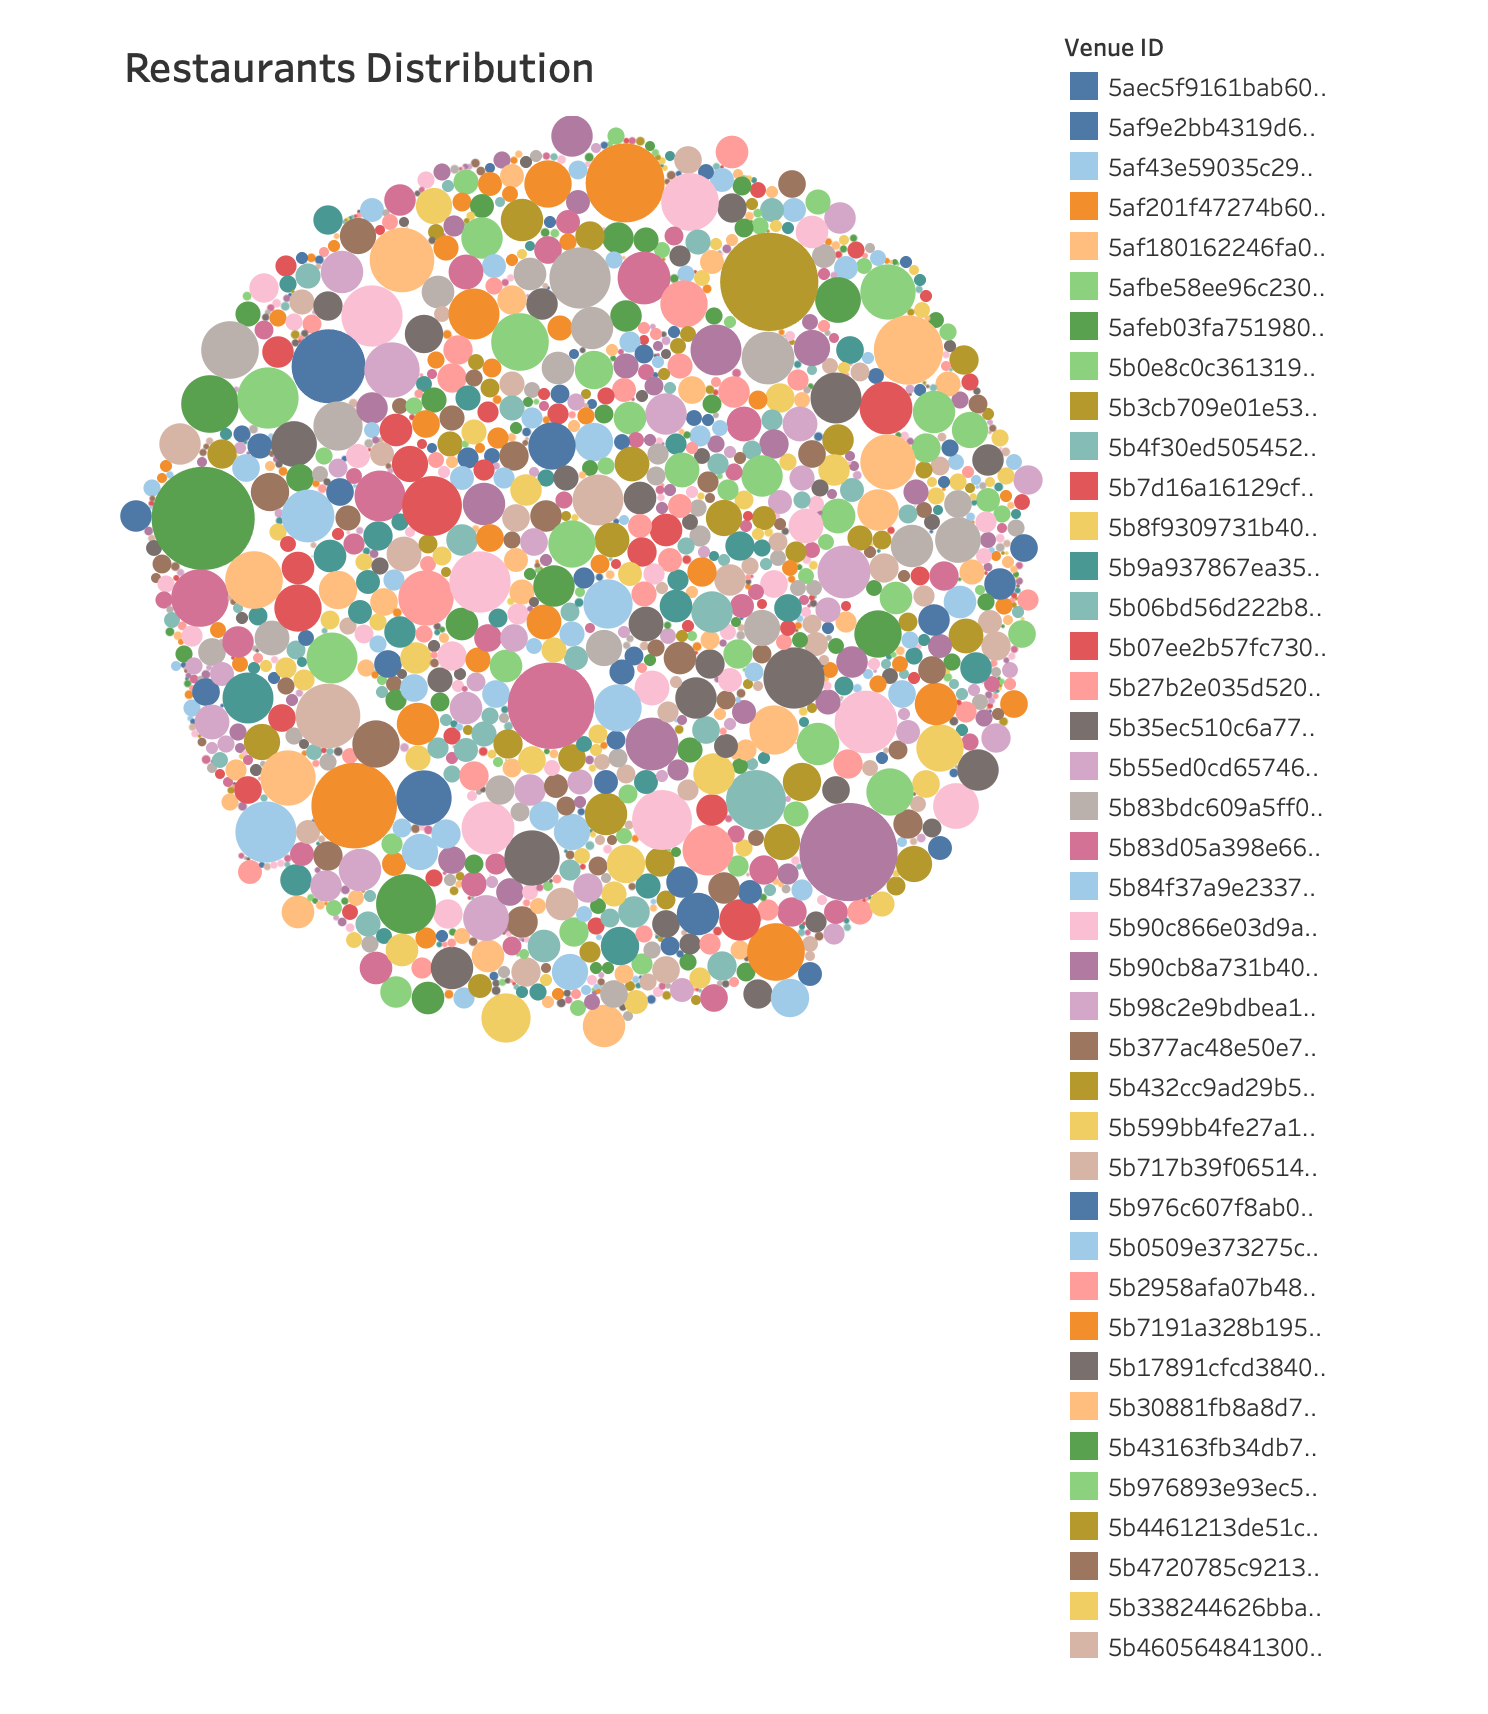 Restaurants Distribution
Venue ID
5aec5f9161bab60..
5af9e2bb4319d6..
5af43e59035c29..
5af201f47274b60..
5af180162246fa0..
5afbe58ee96c230..
5afeb03fa751980..
5b0e8c0c361319..
5b3cb709e01e53..
5b4f30ed505452..
5b7d16a16129cf..
5b8f9309731b40..
5b9a937867ea35..
5b06bd56d222b8..
5b07ee2b57fc730..
5b27b2e035d520..
5b35ec510c6a77..
5b55ed0cd65746..
5b83bdc609a5ff0..
5b83d05a398e66..
5b84f37a9e2337..
5b90c866e03d9a..
5b90cb8a731b40..
5b98c2e9bdbea1..
5b377ac48e50e7..
5b432cc9ad29b5..
5b599bb4fe27a1..
5b717b39f06514..
5b976c607f8ab0..
5b0509e373275c..
5b2958afa07b48..
5b7191a328b195..
5b17891cfcd3840..
5b30881fb8a8d7..
5b43163fb34db7..
5b976893e93ec5..
5b4461213de51c..
5b4720785c9213..
5b338244626bba..
5b460564841300..